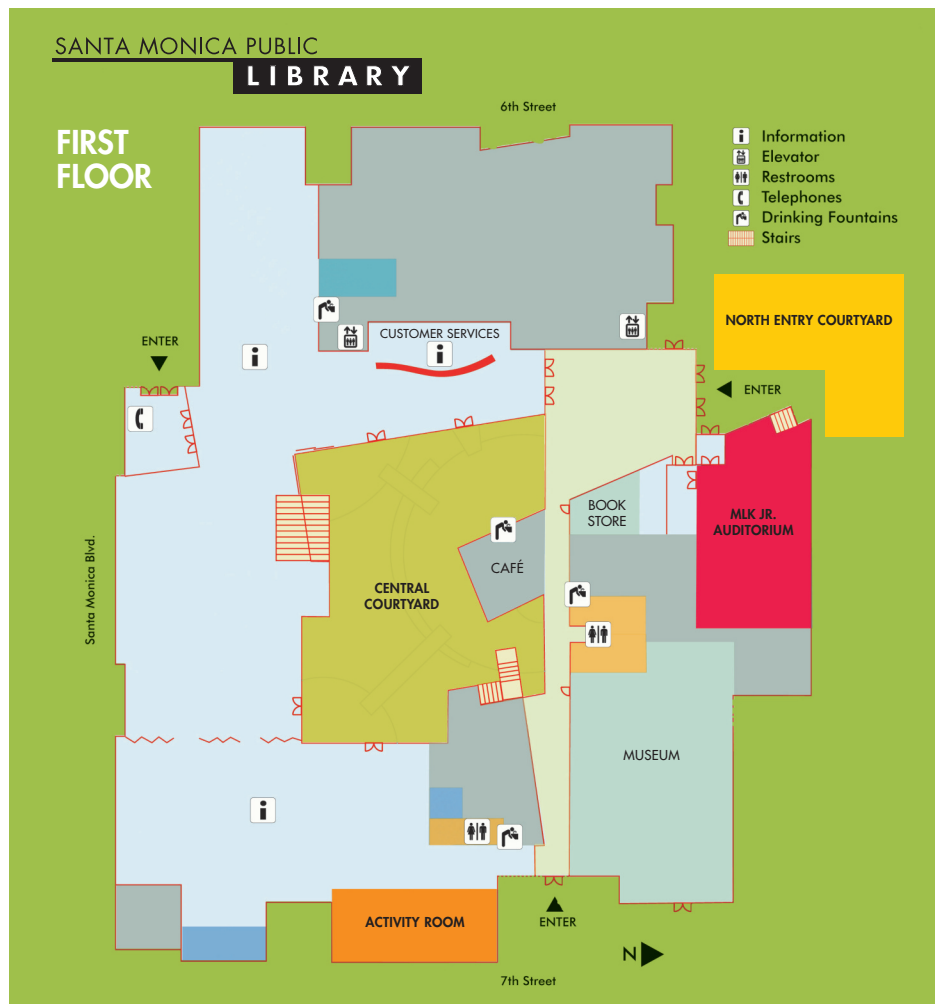 SANTA MONICA PUBLIC
LIBRARY
6th Street
FIRST
FLOOR
Information
Elevator
Restrooms
Telephones
Drinking Fountains
Stairs
NORTH ENTRY COURTYARD
CUSTOMER SERVICES
ENTER
ENTER
BOOK
STORE
MLK JR.
AUDITORIUM
CAFÉ
Santa Monica Blvd.
CENTRAL
COURTYARD
MUSEUM
ACTIVITY ROOM
ENTER
N
7th Street